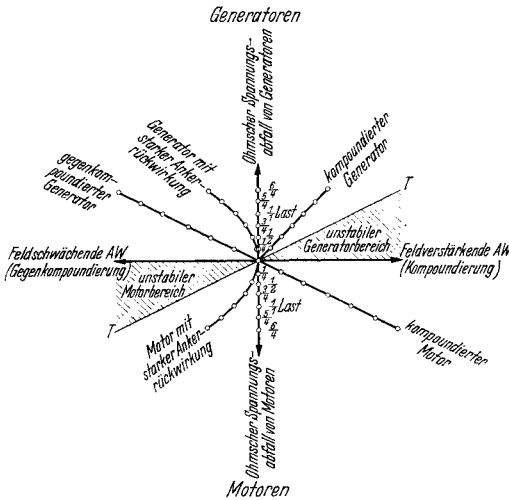 Generatoren
Ohmscher Spannungs-
abfall von Generatoren
Generator mit
starker Anker-
rückwirkung
kompoundierter
Generator
gegenkom-
poundierter
Generator
T
6/4
5/4
1/1 Last
3/4
1/2
unstabiler
Generatorbereich
Feldschwächende AW
(Gegenkompoundierung)
Feldverstärkende AW
(Kompoundierung)
unstabiler
Motorbereich
1/4
1/2
3/4
1/1 Last
5/4
6/4
T
Motor mit
starker Anker-
rückwirkung
kompoundierter
Motor
Ohmscher Spannungs-
abfall von Motoren
Motoren